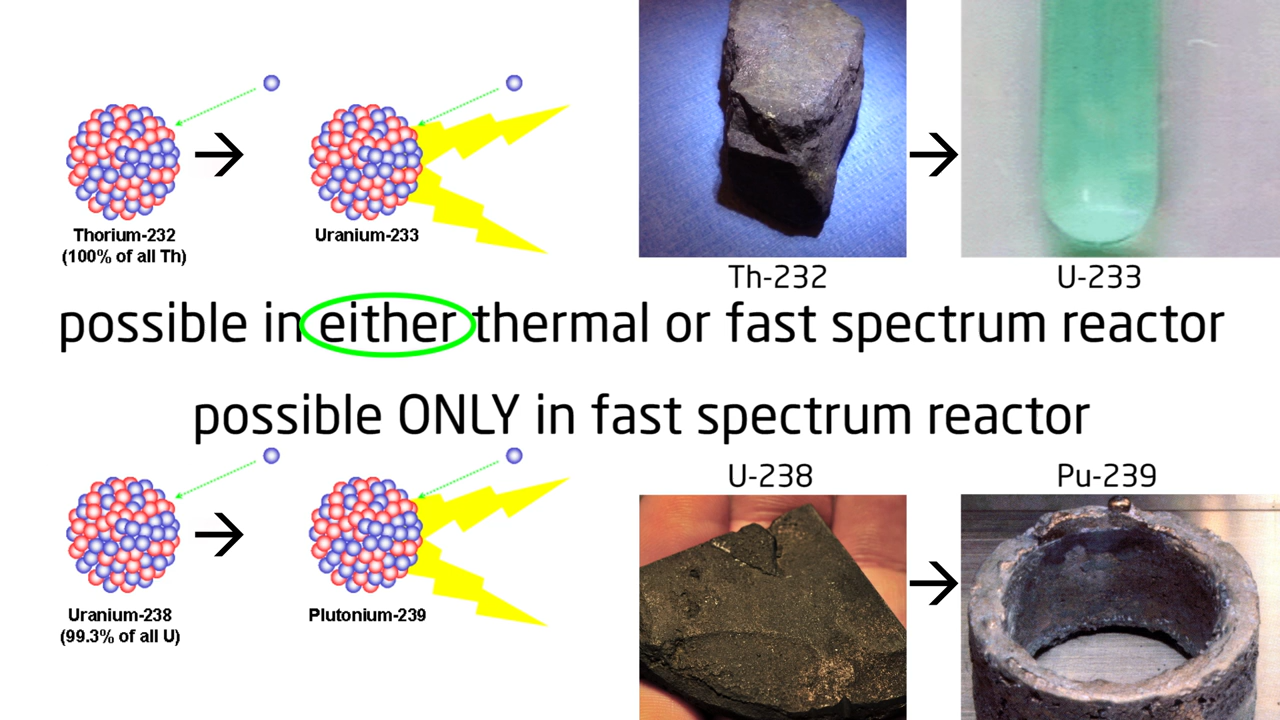 Thorium-232
(100% of all Th)
Uranium-233
Th-232
U-233
possible in either thermal or fast spectrum reactor
possible ONLY in fast spectrum reactor
U-238
Pu-239
Uranium-238
(99.3% of all U)
Plutonium-239